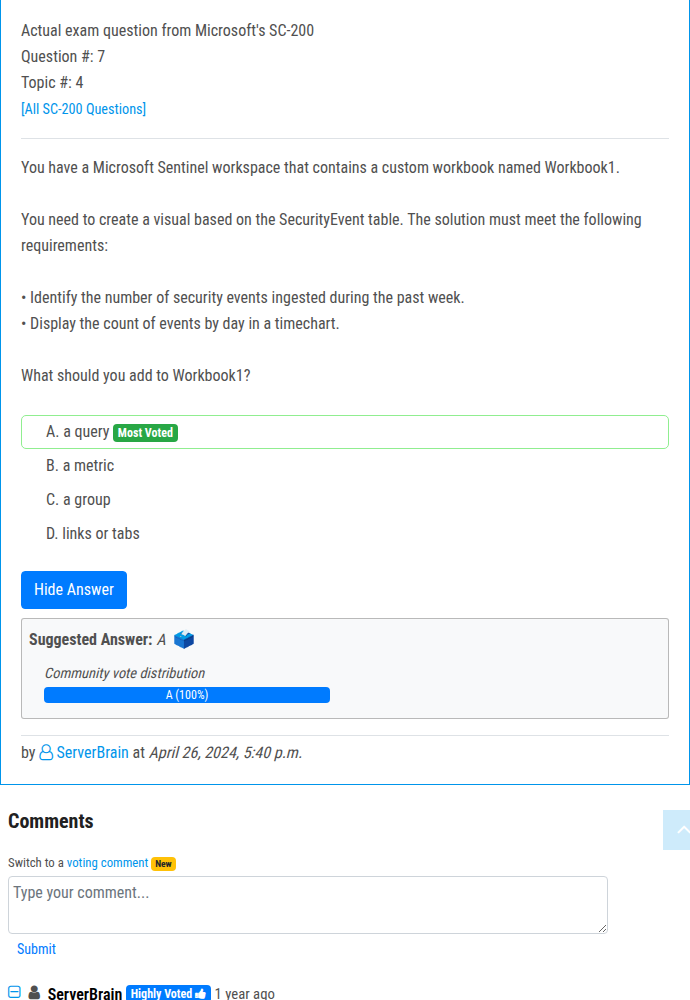 Actual exam question from Microsoft's SC-200
Question #: 7
Topic #: 4
[All SC-200 Questions]
You have a Microsoft Sentinel workspace that contains a custom workbook named Workbook1.
You need to create a visual based on the SecurityEvent table. The solution must meet the following
requirements:
• Identify the number of security events ingested during the past week.
• Display the count of events by day in a timechart.
What should you add to Workbook1?
A. a query Most Voted
B. a metric
C. a group
D. links or tabs
Hide Answer
Suggested Answer: A
Community vote distribution
A (100%)
by ServerBrain at April 26, 2024, 5:40 p.m.
Comments
Switch to a voting comment New
Type your comment...
Submit
ServerBrain Highly Voted 1 year ago